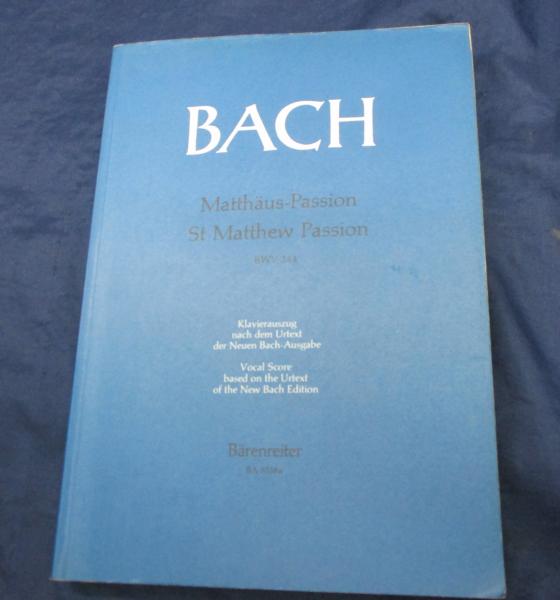 BACH
Matthäus-Passion
St Matthew Passion
BWV 244
Klavierauszug
nach dem Urtext
der Neuen Bach-Ausgabe
Vocal Score
based on the Urtext
of the New Bach Edition
Bärenreiter
BA